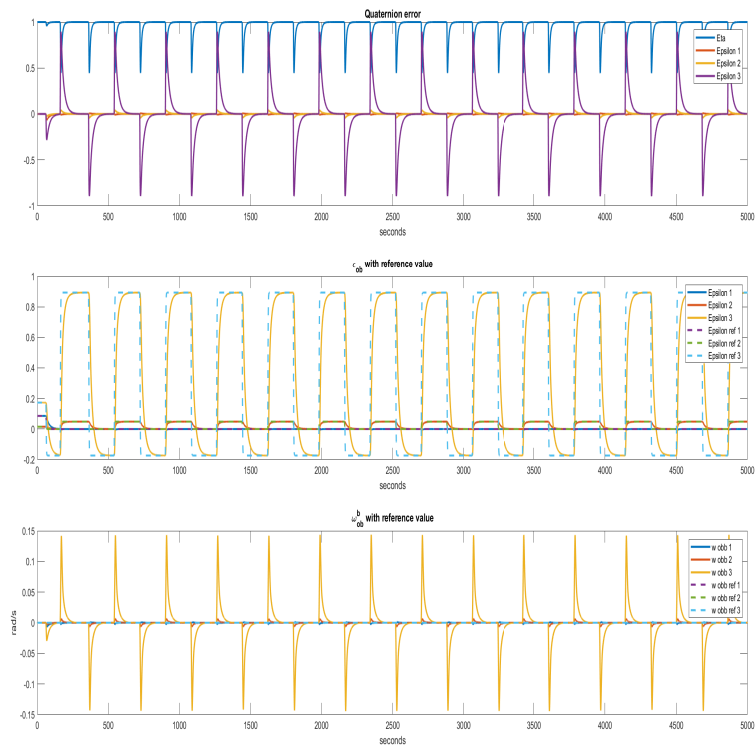 Quaternion error
1
0.5
0
-0.5
-1
0 500 1000 1500 2000 2500 3000 3500 4000 4500 5000
seconds
Eta
Epsilon 1
Epsilon 2
Epsilon 3
ϵob with reference value
1
0.8
0.6
0.4
0.2
0
-0.2
0 500 1000 1500 2000 2500 3000 3500 4000 4500 5000
seconds
Epsilon 1
Epsilon 2
Epsilon 3
Epsilon ref 1
Epsilon ref 2
Epsilon ref 3
ω^b_ob with reference value
rad/s
0.15
0.1
0.05
0
-0.05
-0.1
-0.15
0 500 1000 1500 2000 2500 3000 3500 4000 4500 5000
seconds
w obb 1
w obb 2
w obb 3
w obb ref 1
w obb ref 2
w obb ref 3